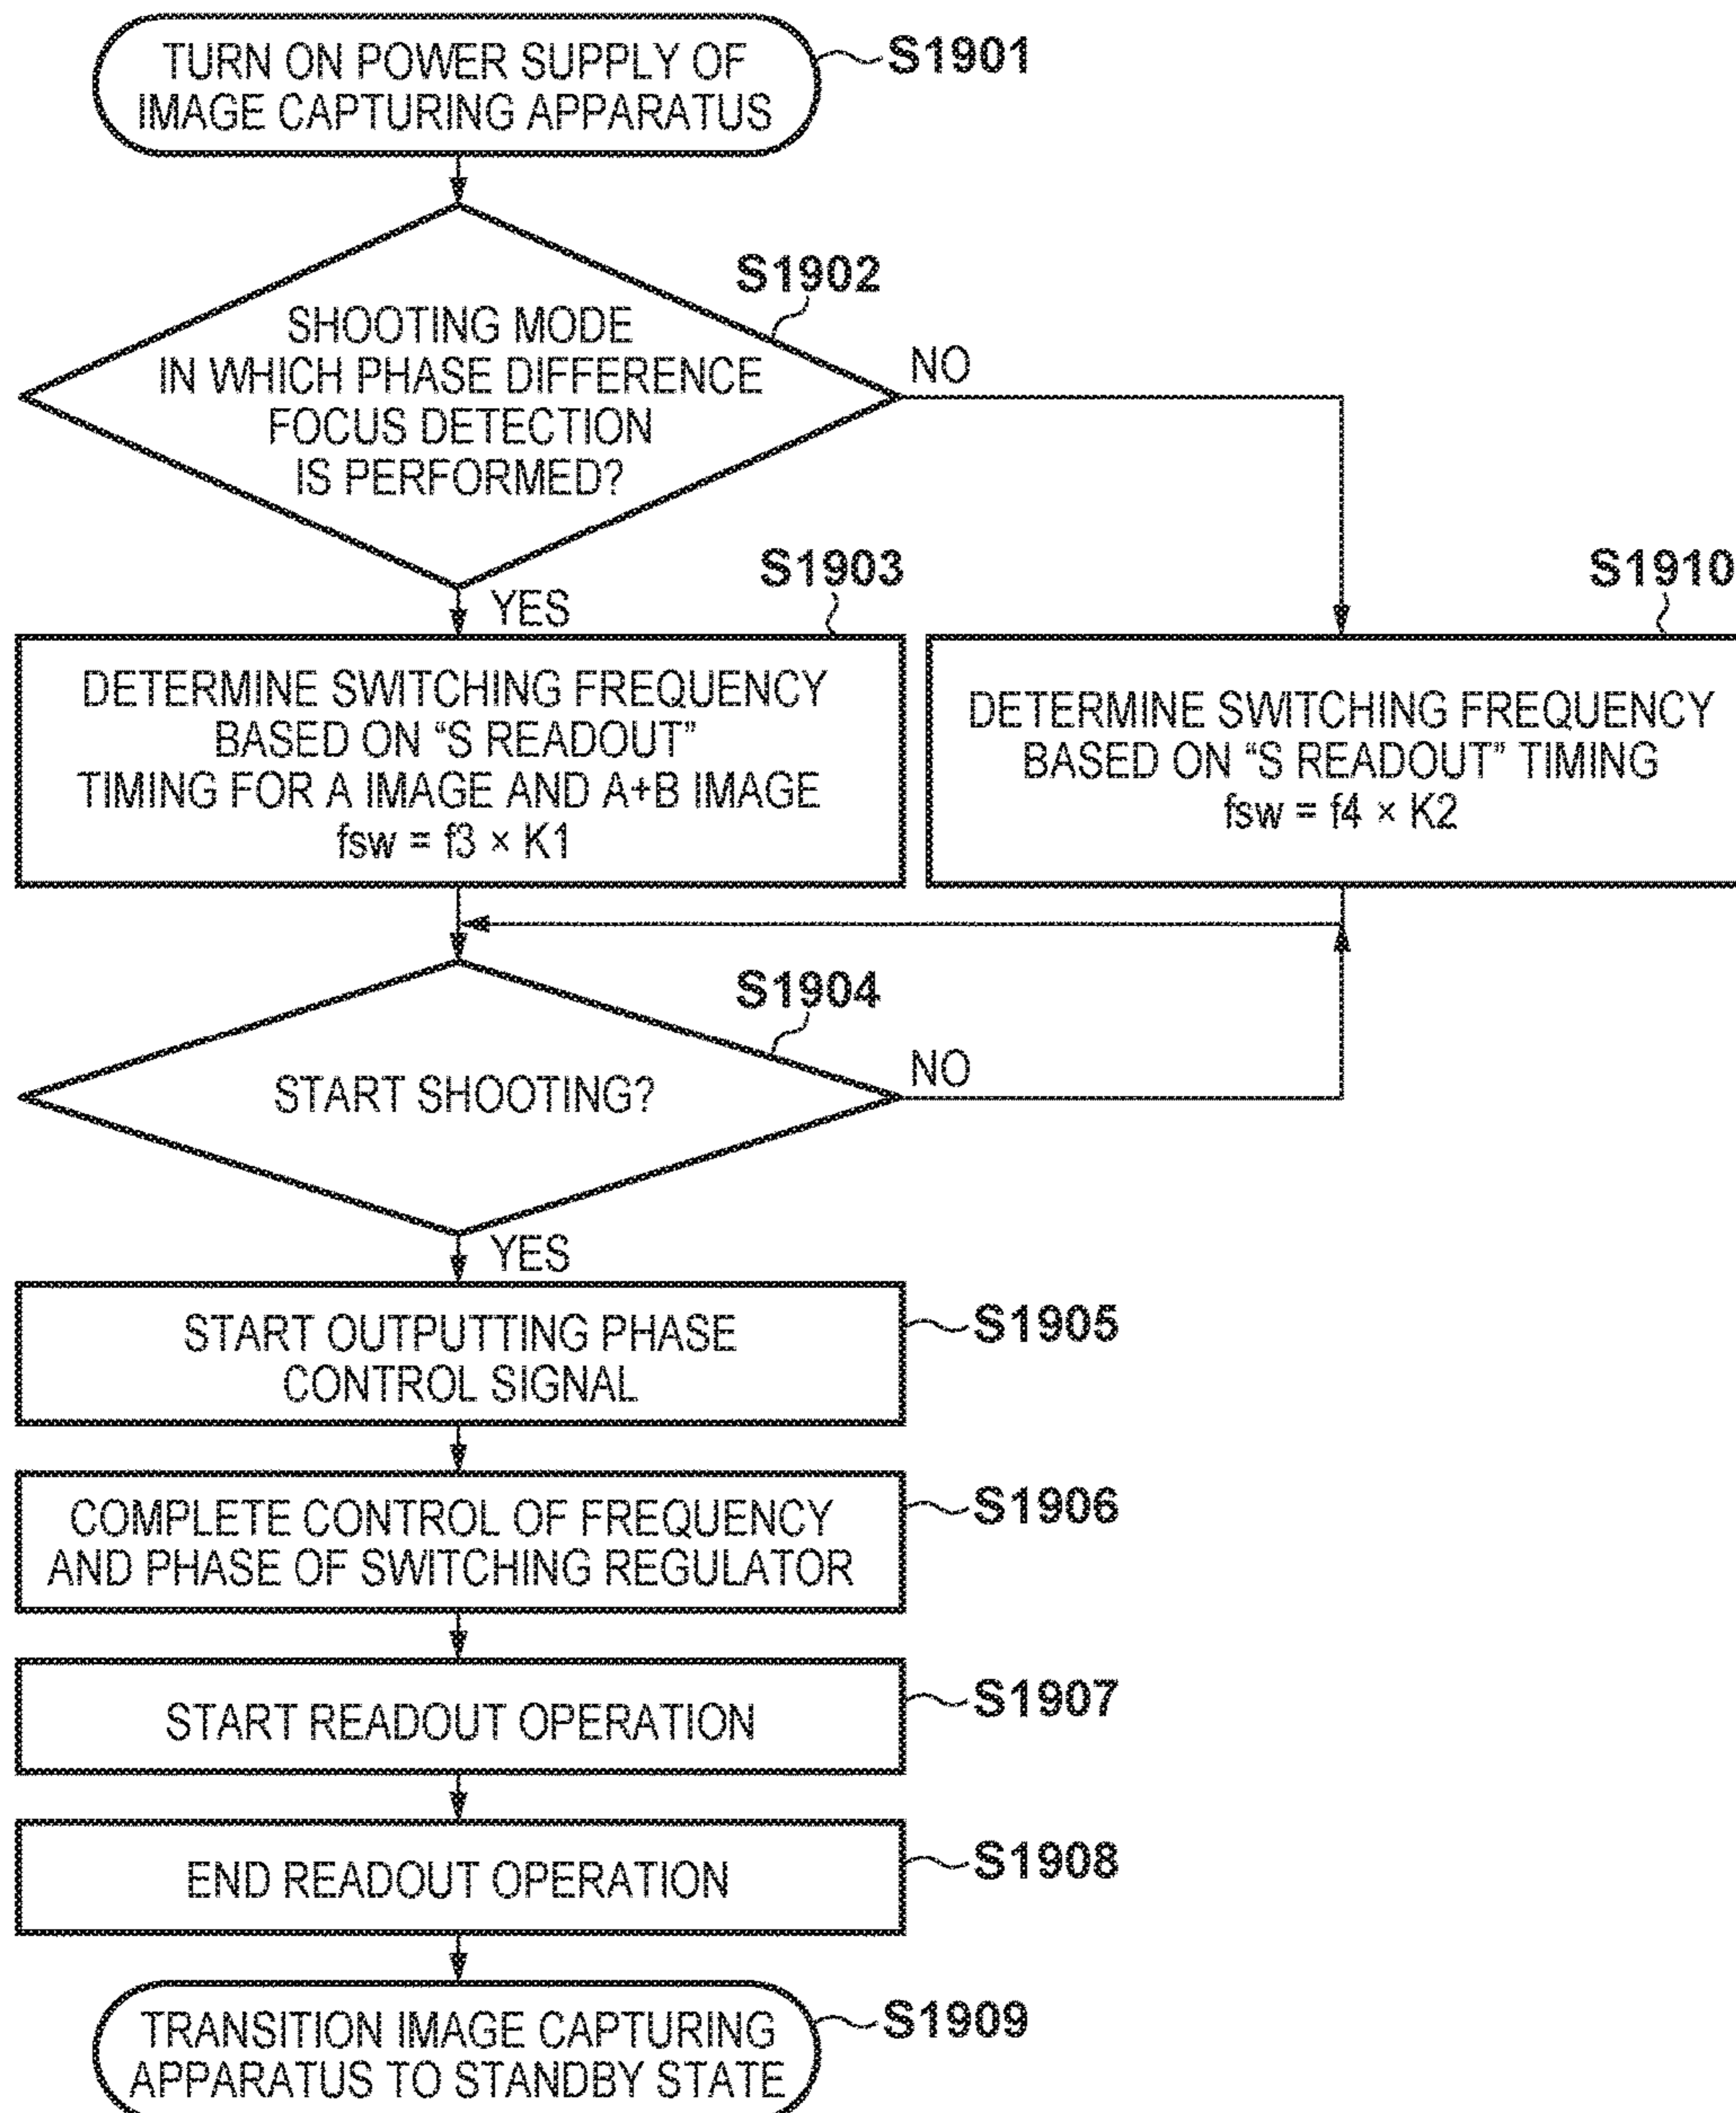 TURN ON POWER SUPPLY OF
IMAGE CAPTURING APPARATUS
S1901
S1902
SHOOTING MODE
IN WHICH PHASE DIFFERENCE
FOCUS DETECTION
IS PERFORMED?
NO
YES
S1903
DETERMINE SWITCHING FREQUENCY
BASED ON “S READOUT”
TIMING FOR A IMAGE AND A+B IMAGE
fsw = f3 × K1
S1910
DETERMINE SWITCHING FREQUENCY
BASED ON “S READOUT” TIMING
fsw = f4 × K2
S1904
START SHOOTING?
NO
YES
START OUTPUTTING PHASE
CONTROL SIGNAL
S1905
COMPLETE CONTROL OF FREQUENCY
AND PHASE OF SWITCHING REGULATOR
S1906
START READOUT OPERATION
S1907
END READOUT OPERATION
S1908
TRANSITION IMAGE CAPTURING
APPARATUS TO STANDBY STATE
S1909